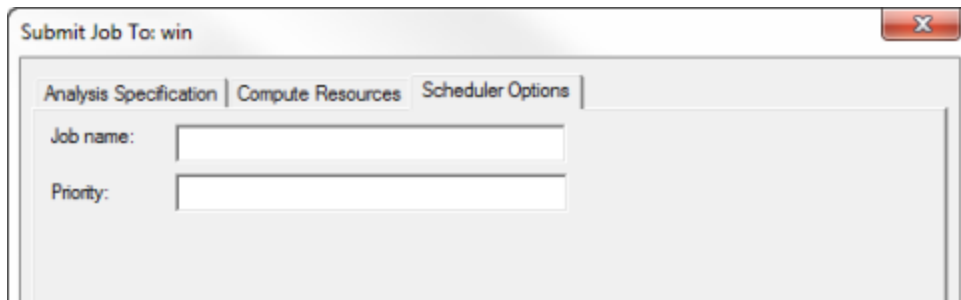 Submit Job To: win
Analysis Specification Compute Resources Scheduler Options
Job name:
Priority: